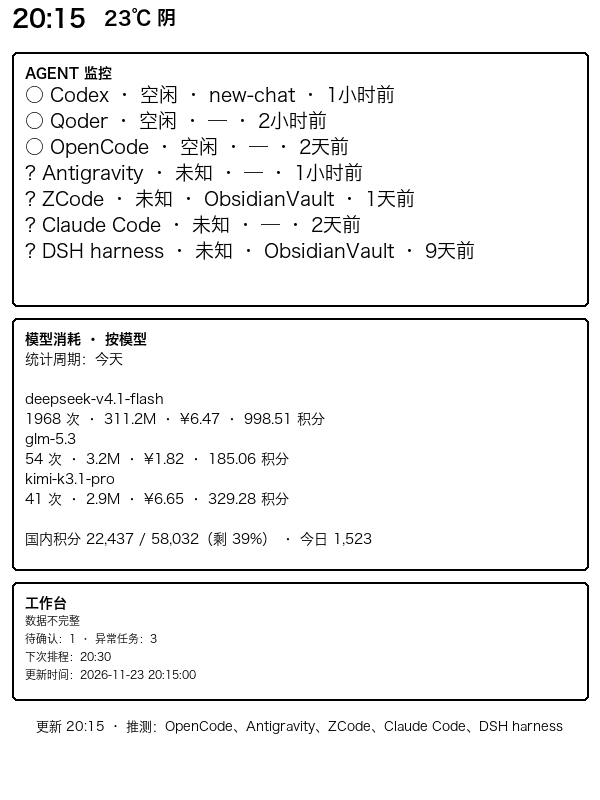 20:15 23℃ 阴
AGENT 监控
○ Codex · 空闲 · new-chat · 1小时前
○ Qoder · 空闲 · — · 2小时前
○ OpenCode · 空闲 · — · 2天前
? Antigravity · 未知 · — · 1小时前
? ZCode · 未知 · ObsidianVault · 1天前
? Claude Code · 未知 · — · 2天前
? DSH harness · 未知 · ObsidianVault · 9天前
模型消耗 · 按模型
统计周期：今天
deepseek-v4.1-flash
1968 次 · 311.2M · ¥6.47 · 998.51 积分
glm-5.3
54 次 · 3.2M · ¥1.82 · 185.06 积分
kimi-k3.1-pro
41 次 · 2.9M · ¥6.65 · 329.28 积分
国内积分 22,437 / 58,032（剩 39%） · 今日 1,523
工作台
数据不完整
待确认：1 · 异常任务：3
下次排程：20:30
更新时间：2026-11-23 20:15:00
更新 20:15 · 推测：OpenCode、Antigravity、ZCode、Claude Code、DSH harness